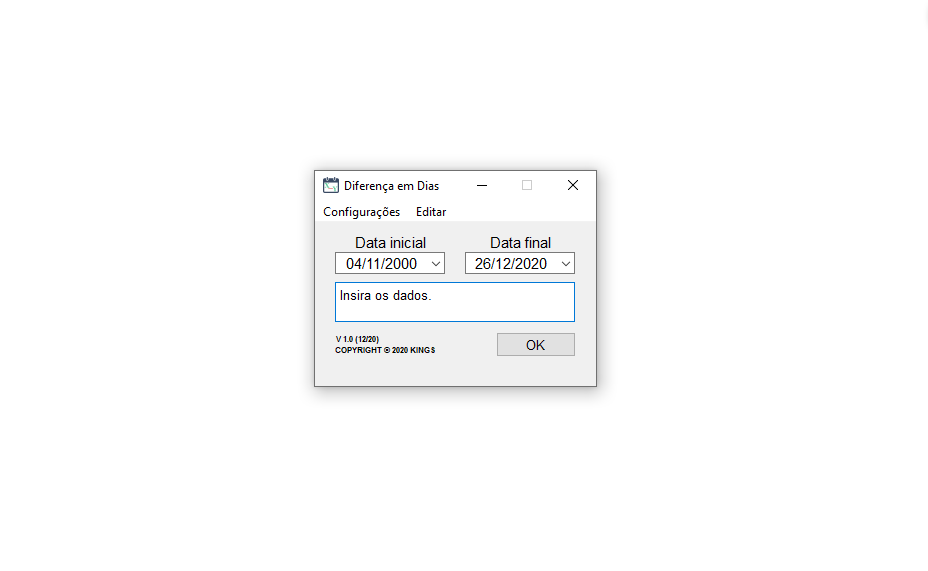 Diferença em Dias
Configurações Editar
Data inicial Data final
04/11/2000 26/12/2020
Insira os dados.
V 1.0 (12/20)
COPYRIGHT © 2020 KINGS
OK